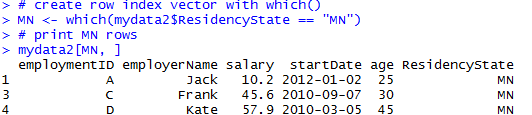 > # create row index vector with which()
> MN <- which(mydata2$ResidencyState == "MN")
> # print MN rows
> mydata2[MN, ]
  employmentID employerName salary  startDate age ResidencyState
1            A         Jack   10.2 2012-01-02  25             MN
3            C        Frank   45.6 2010-09-07  30             MN
4            D         Kate   57.9 2010-03-05  45             MN